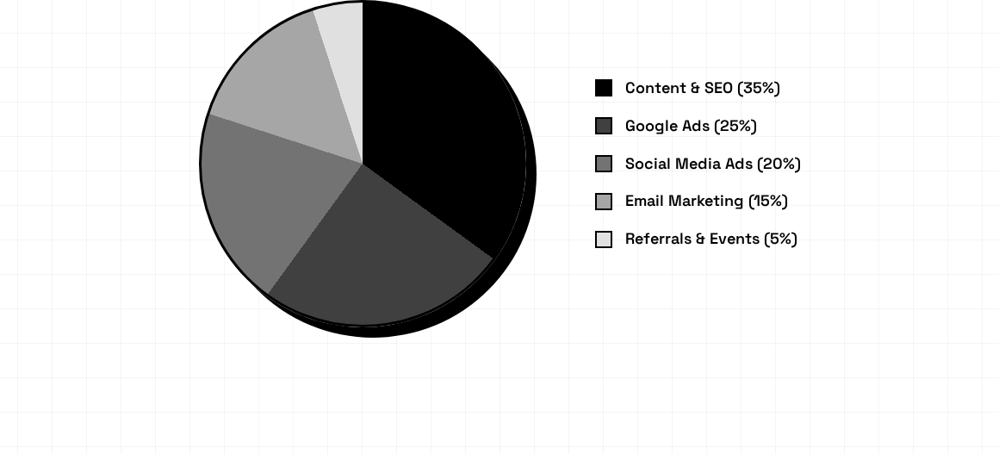 Content & SEO (35%)
Google Ads (25%)
Social Media Ads (20%)
Email Marketing (15%)
Referrals & Events (5%)